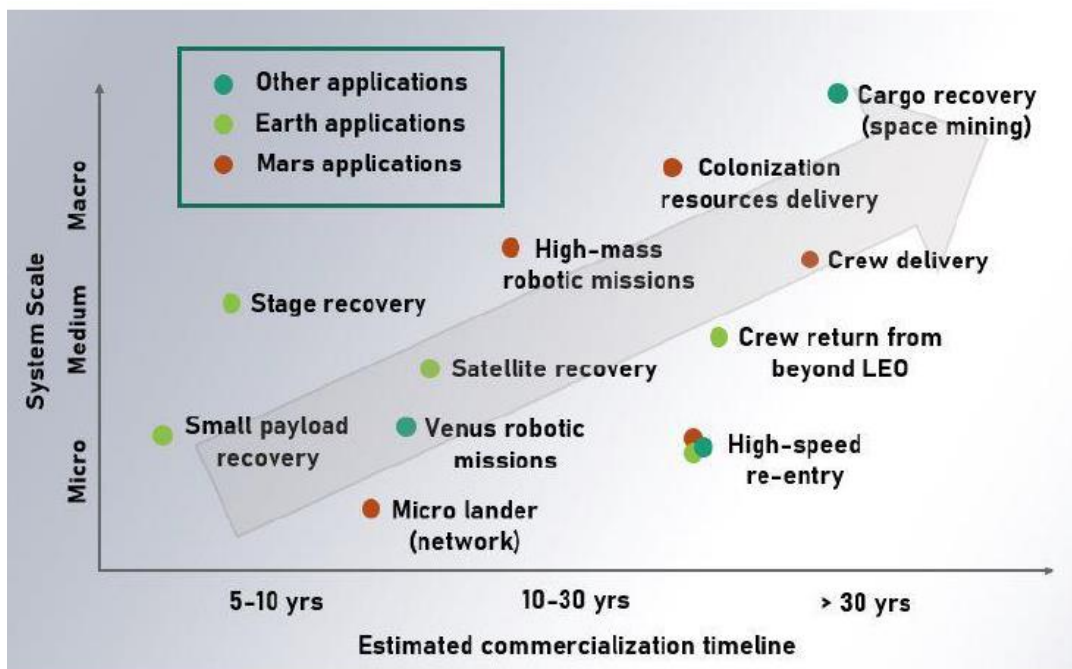 Other applications
Earth applications
Mars applications
Cargo recovery
(space mining)
Colonization
resources delivery
High-mass
robotic missions
Crew delivery
Stage recovery
Crew return from
beyond LEO
Satellite recovery
Small payload
recovery
Venus robotic
missions
High-speed
re-entry
Micro lander
(network)
System Scale
Macro
Medium
Micro
5-10 yrs
10-30 yrs
> 30 yrs
Estimated commercialization timeline